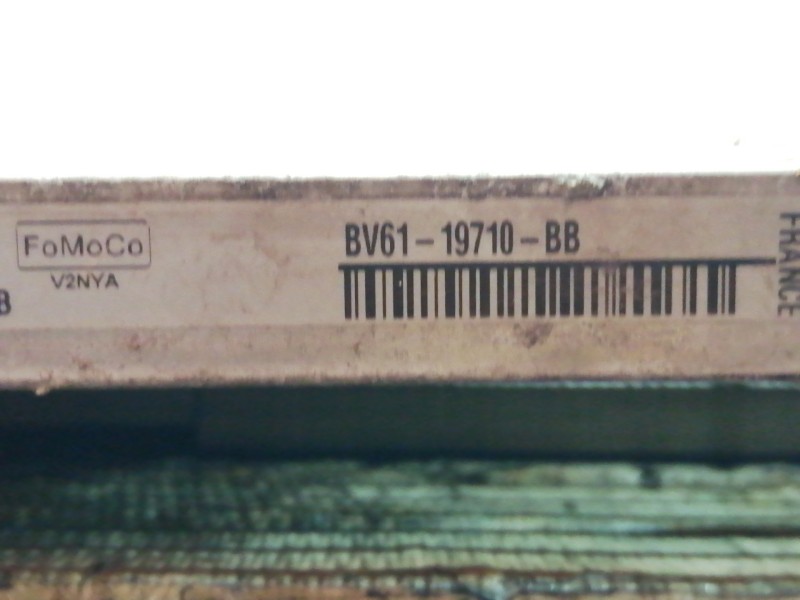 FoMoCo
V2NYA
B
BV61-19710-BB
FRANCE